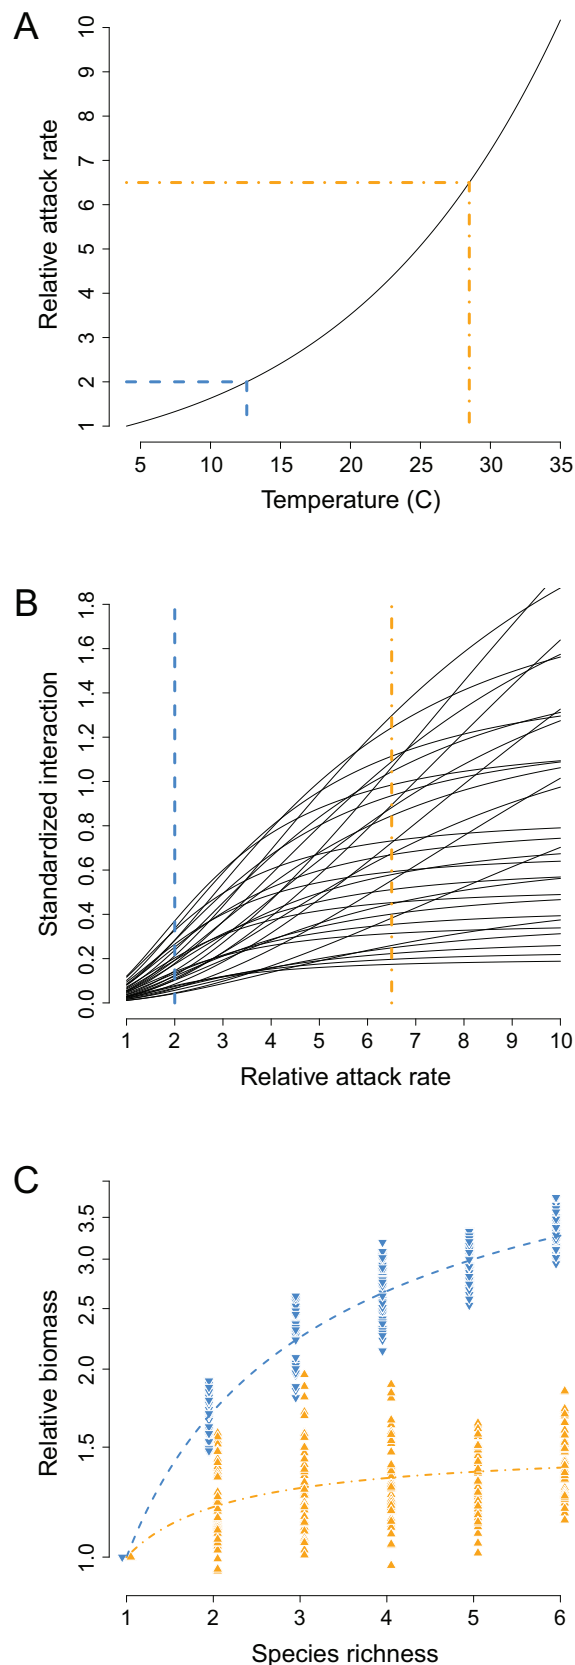 A
Relative attack rate
1 2 3 4 5 6 7 8 9 10
5 10 15 20 25 30 35
Temperature (C)
B
Standardized interaction
0.0 0.2 0.4 0.6 0.8 1.0 1.2 1.4 1.6 1.8
1 2 3 4 5 6 7 8 9 10
Relative attack rate
C
Relative biomass
1.0 1.5 2.0 2.5 3.0 3.5
1 2 3 4 5 6
Species richness